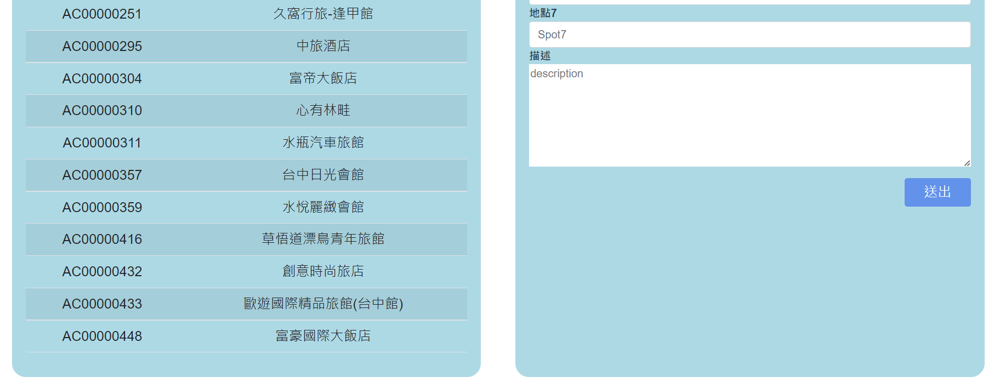 AC00000251 久窩行旅-逢甲館
AC00000295 中旅酒店
AC00000304 富帝大飯店
AC00000310 心有林畦
AC00000311 水瓶汽車旅館
AC00000357 台中日光會館
AC00000359 水悅麗緻會館
AC00000416 草悟道漂鳥青年旅館
AC00000432 創意時尚旅店
AC00000433 歐遊國際精品旅館(台中館)
AC00000448 富豪國際大飯店
地點7
Spot7
描述
description
送出